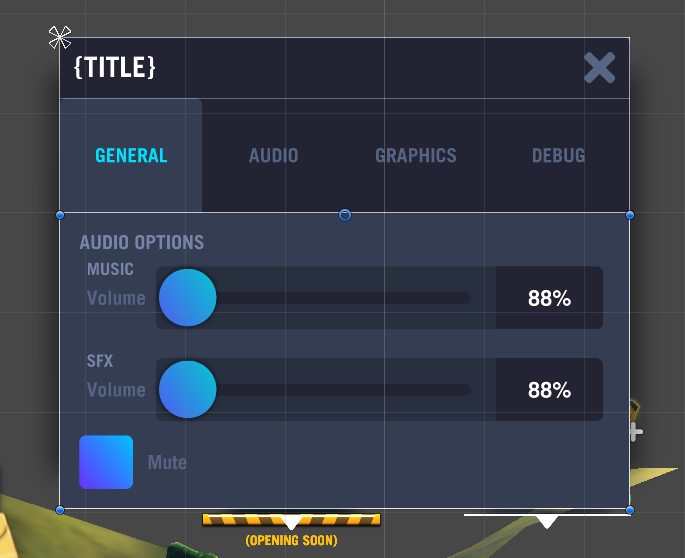 {TITLE}
GENERAL AUDIO GRAPHICS DEBUG
AUDIO OPTIONS
MUSIC
Volume 88%
SFX
Volume 88%
Mute
(OPENING SOON)